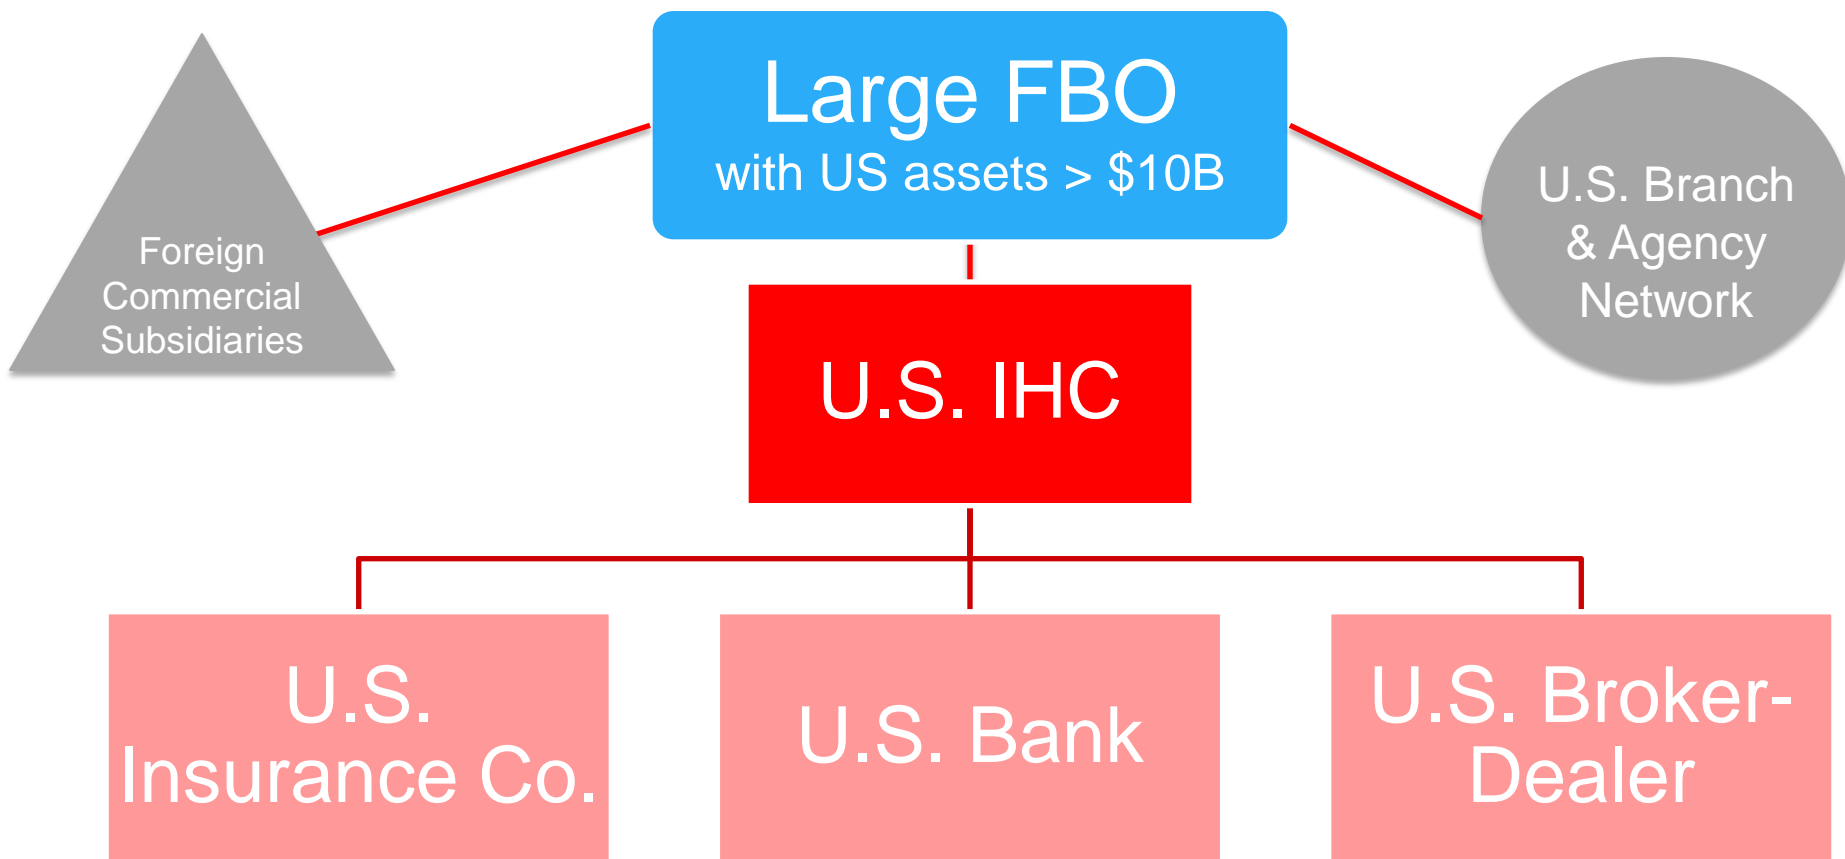 Large FBO
with US assets > $10B
Foreign
Commercial
Subsidiaries
U.S. Branch
& Agency
Network
U.S. IHC
U.S.
Insurance Co.
U.S. Bank
U.S. Broker-
Dealer